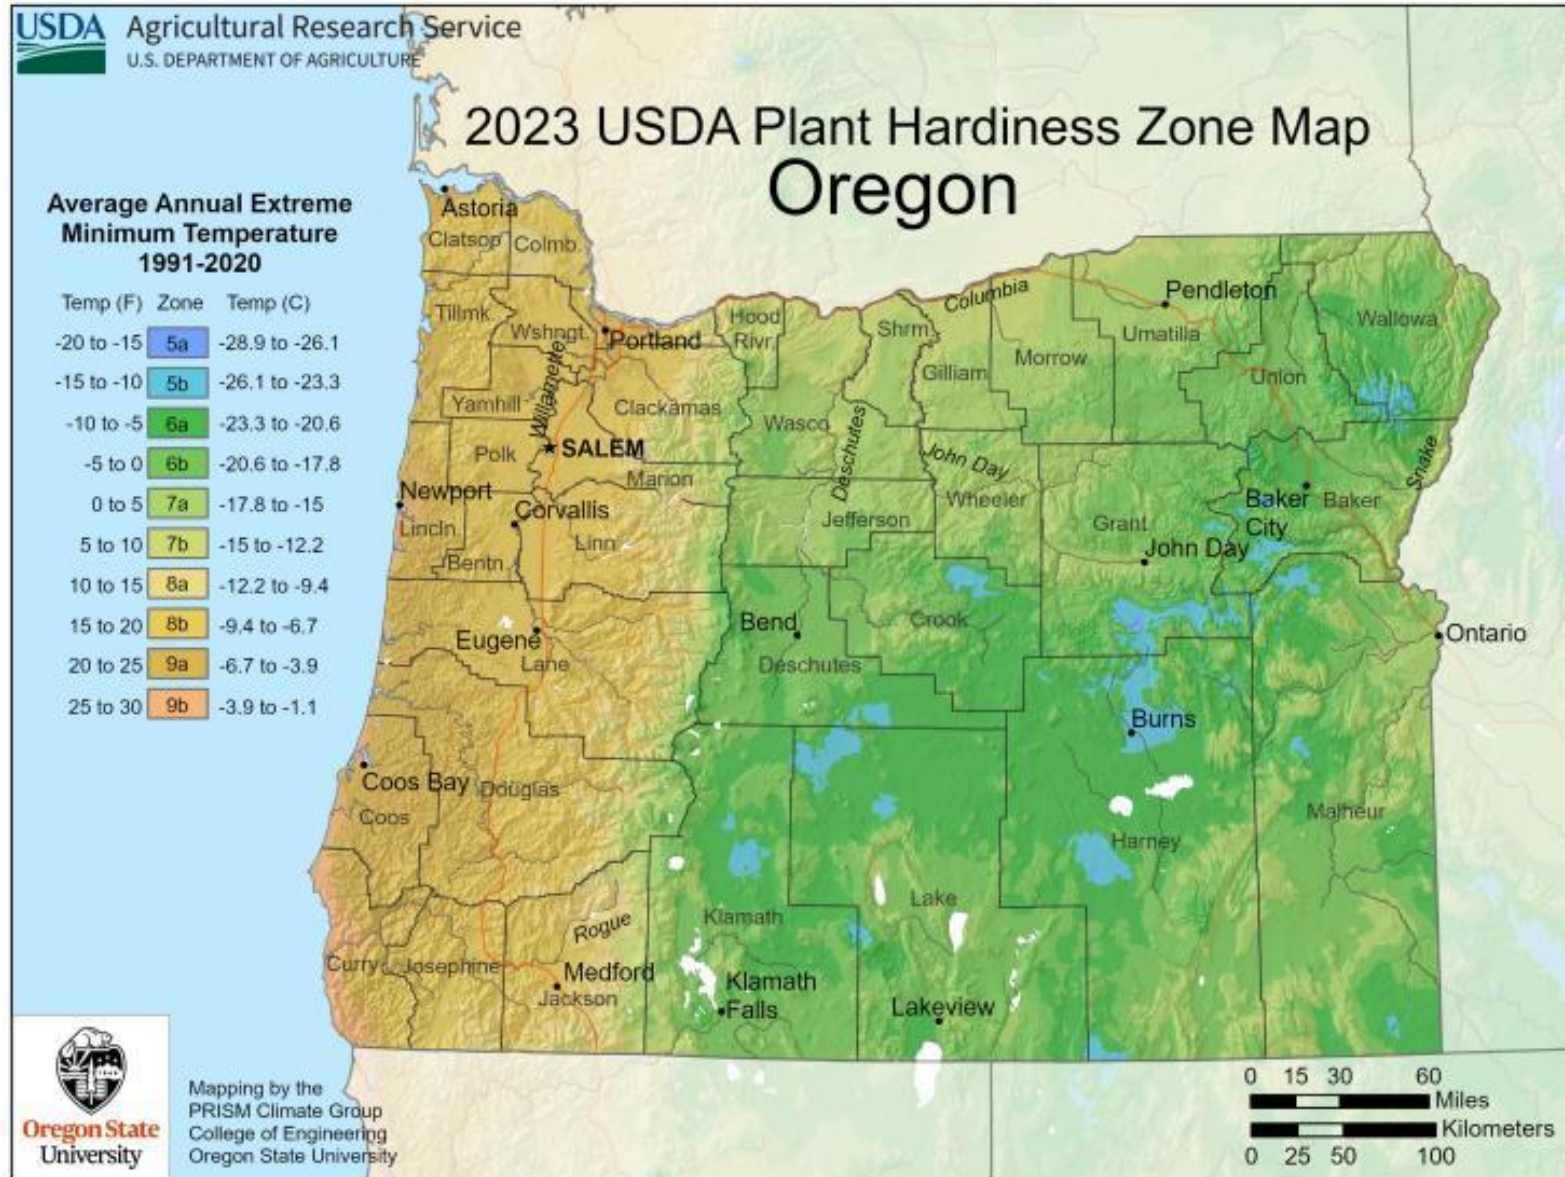 USDA Agricultural Research Service
U.S. DEPARTMENT OF AGRICULTURE
2023 USDA Plant Hardiness Zone Map
Oregon
Average Annual Extreme
Minimum Temperature
1991-2020
Temp (F) Zone Temp (C)
-20 to -15 5a -28.9 to -26.1
-15 to -10 5b -26.1 to -23.3
-10 to -5 6a -23.3 to -20.6
-5 to 0 6b -20.6 to -17.8
0 to 5 7a -17.8 to -15
5 to 10 7b -15 to -12.2
10 to 15 8a -12.2 to -9.4
15 to 20 8b -9.4 to -6.7
20 to 25 9a -6.7 to -3.9
25 to 30 9b -3.9 to -1.1
Astoria
Clatsop
Colmb.
Tillmk.
Wshngt.
Portland
Hood
Rivr.
Shrm.
Columbia
Pendleton
Umatilla
Wallowa
Gilliam
Morrow
Union
Yamhill
Willamette
Clackamas
Wasco
Deschutes
Polk
SALEM
Marion
John Day
Wheeler
Snake
Newport
Lincln.
Corvallis
Linn
Bentn.
Jefferson
Grant
John Day
Baker
City
Baker
Bend
Deschutes
Crook
Ontario
Eugene
Lane
Burns
Coos Bay
Coos
Douglas
Harney
Malheur
Rogue
Klamath
Lake
Curry
Josephine
Medford
Jackson
Klamath
Falls
Lakeview
Oregon State
University
Mapping by the
PRISM Climate Group
College of Engineering
Oregon State University
0 15 30 60
Miles
Kilometers
0 25 50 100